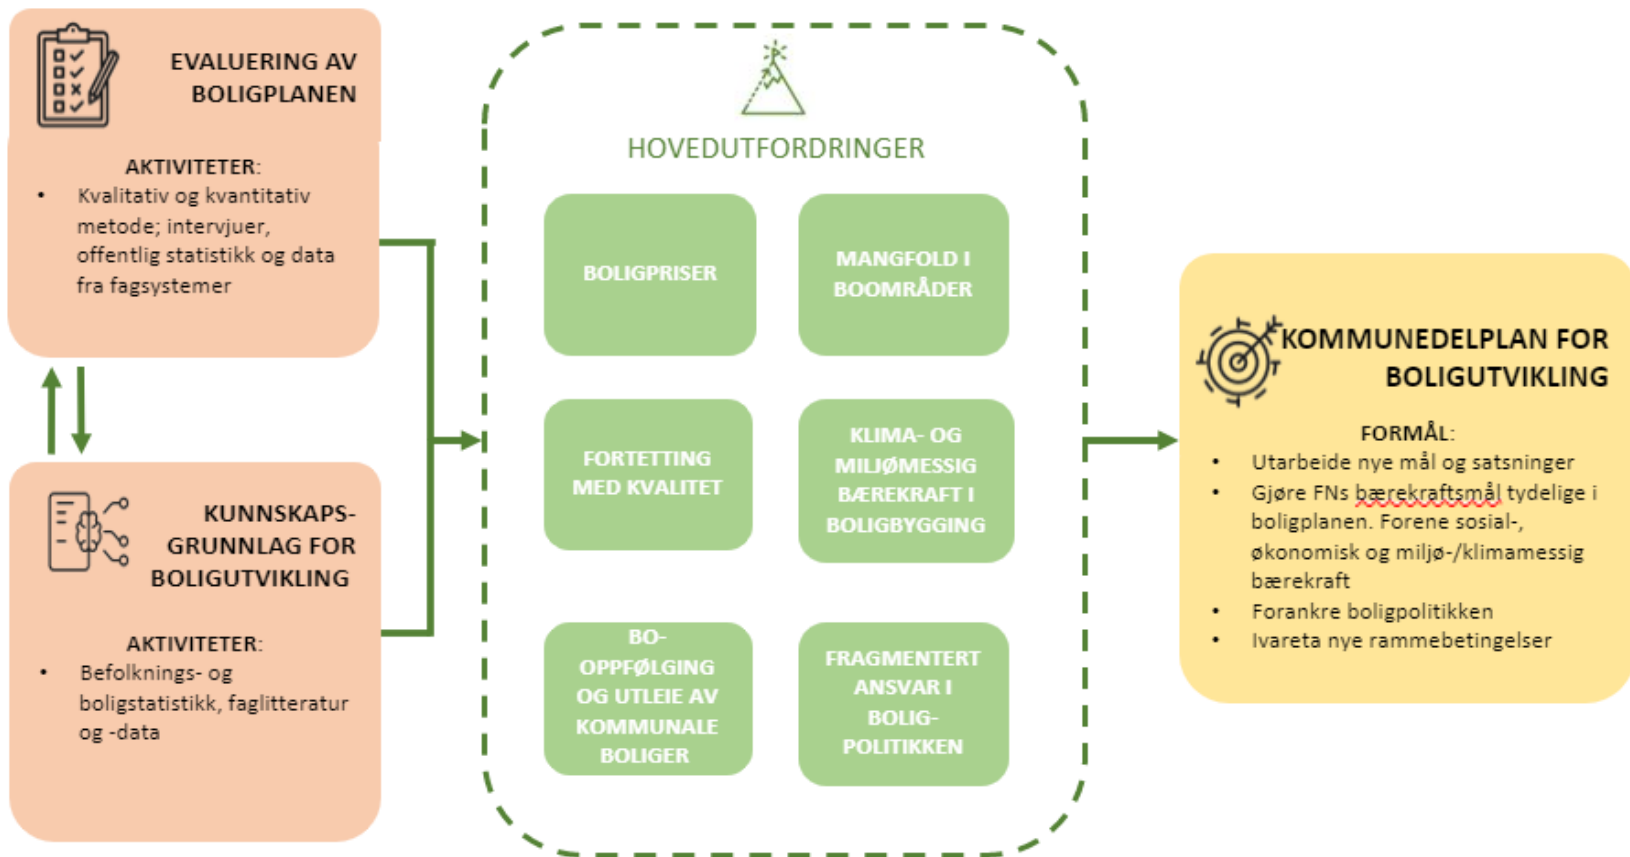 EVALUERING AV
BOLIGPLANEN
AKTIVITETER:
• Kvalitativ og kvantitativ
metode; intervjuer,
offentlig statistikk og data
fra fagsystemer
KUNNSKAPS-
GRUNNLAG FOR
BOLIGUTVIKLING
AKTIVITETER:
• Befolknings- og
boligstatistikk, faglitteratur
og -data
HOVEDUTFORDRINGER
BOLIGPRISER
MANGFOLD I
BOOMRÅDER
FORTETTING
MED KVALITET
KLIMA- OG
MILJØMESSIG
BÆREKRAFT I
BOLIGBYGGING
BO-
OPPFØLGING
OG UTLEIE AV
KOMMUNALE
BOLIGER
FRAGMENTERT
ANSVAR I
BOLIG-
POLITIKKEN
KOMMUNEDELPLAN FOR
BOLIGUTVIKLING
FORMÅL:
• Utarbeide nye mål og satsninger
• Gjøre FNs bærekraftsmål tydelige i
boligplanen. Forene sosial-,
økonomisk og miljø-/klimamessig
bærekraft
• Forankre boligpolitikken
• Ivareta nye rammebetingelser